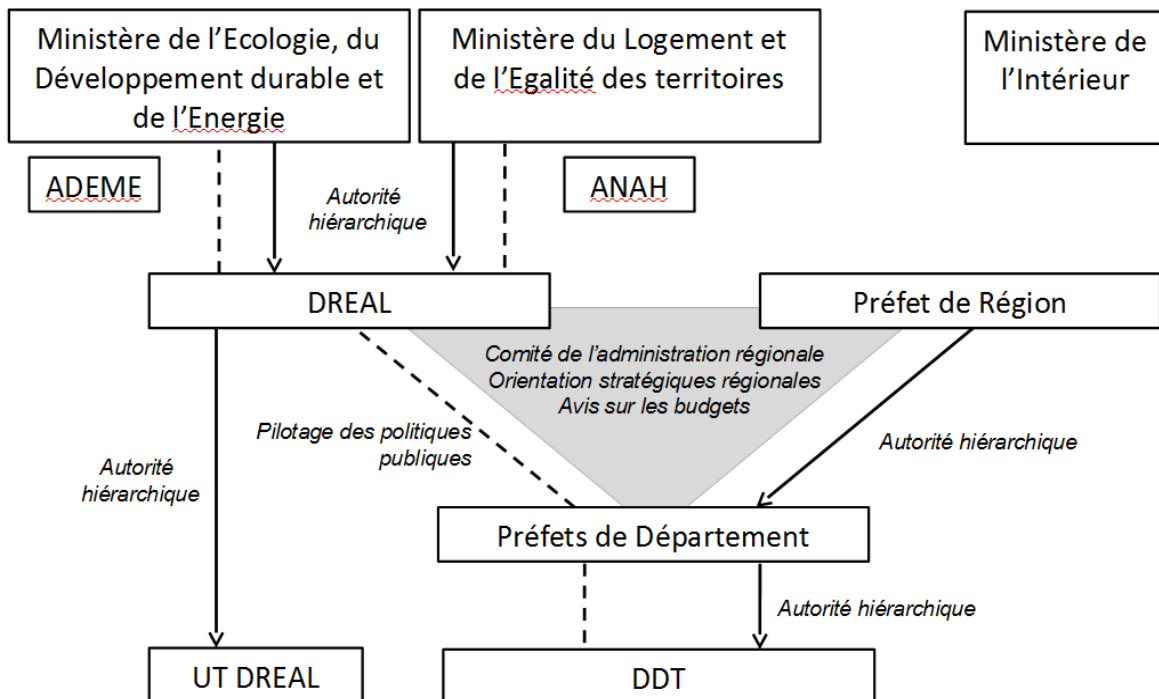 Ministère de l’Ecologie, du
Développement durable et
de l’Energie
Ministère du Logement et
de l’Egalité des territoires
Ministère de
l’Intérieur
ADEME
Autorité
hiérarchique
ANAH
DREAL
Préfet de Région
Comité de l’administration régionale
Orientation stratégiques régionales
Avis sur les budgets
Pilotage des politiques
publiques
Autorité
hiérarchique
Autorité hiérarchique
Préfets de Département
Autorité hiérarchique
UT DREAL
DDT